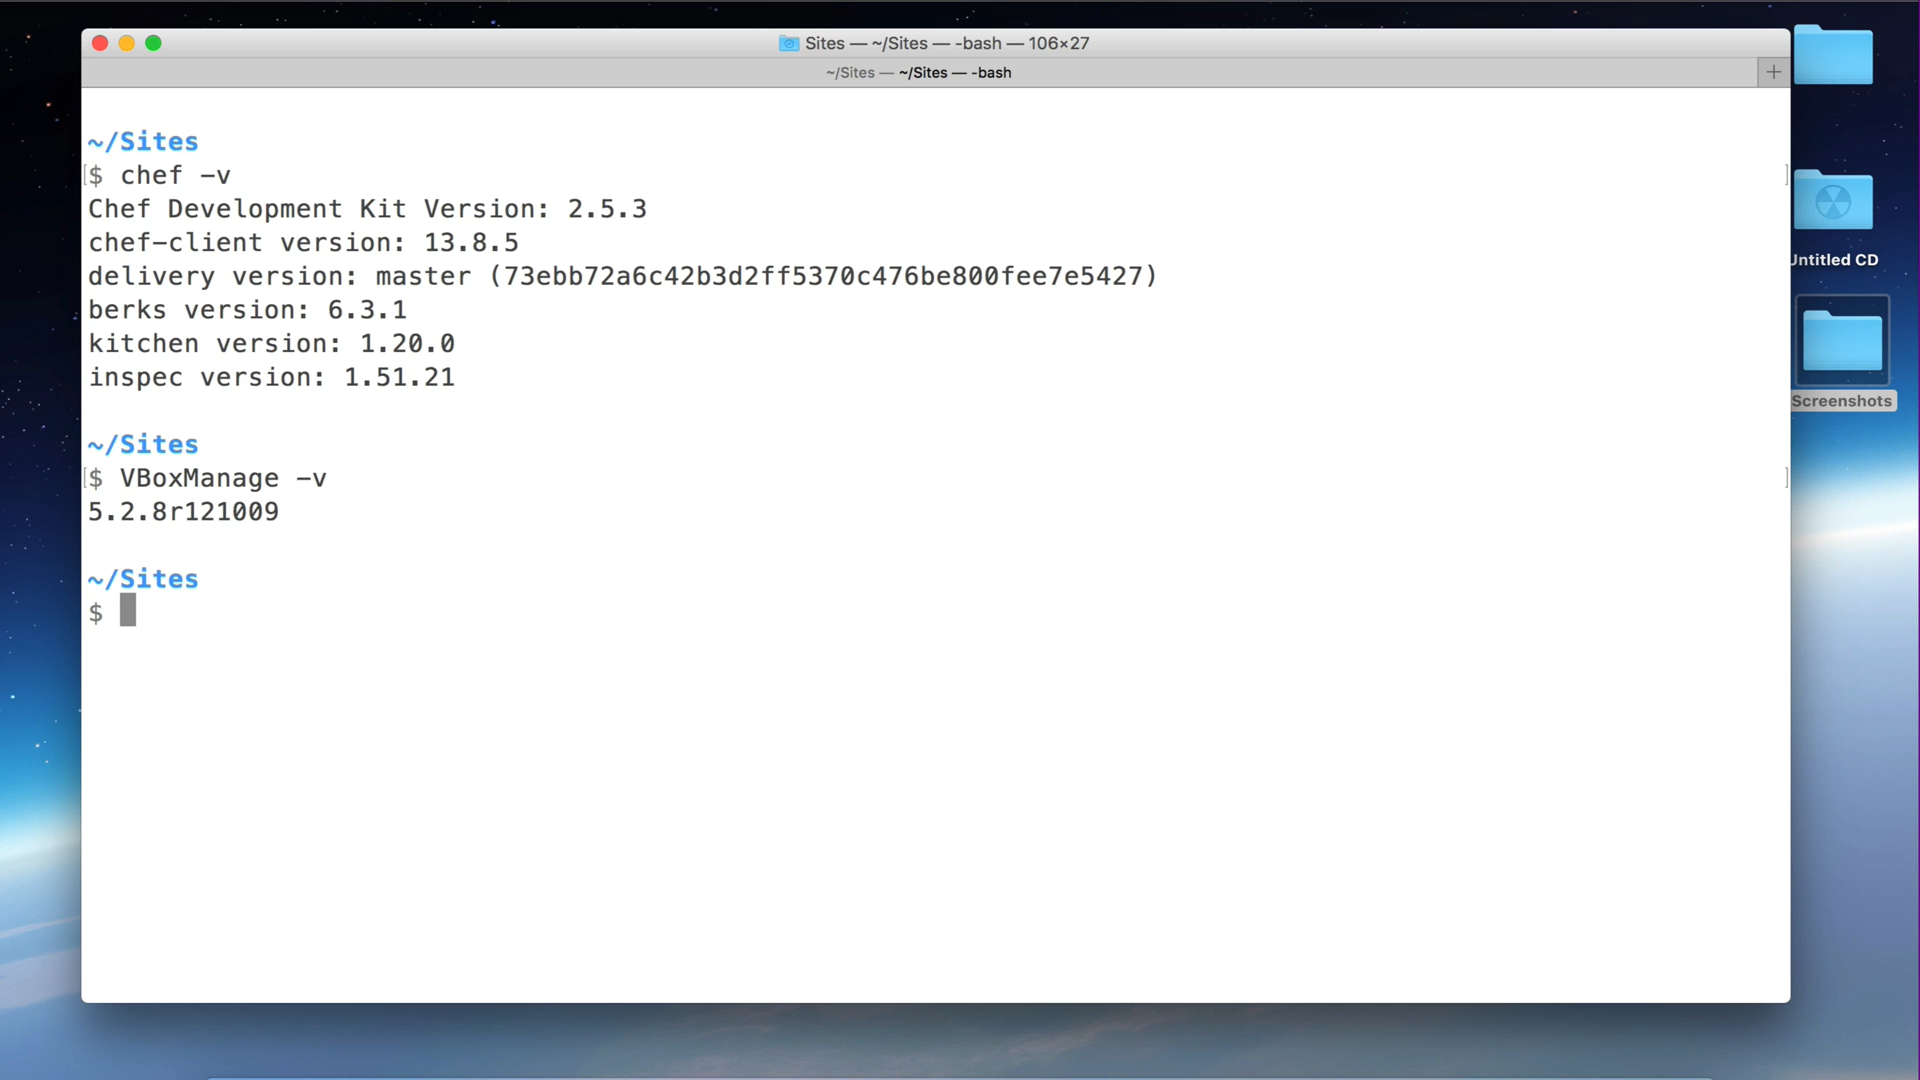 Sites — ~/Sites — -bash — 106×27
~/Sites — ~/Sites — -bash
~/Sites
$ chef -v
Chef Development Kit Version: 2.5.3
chef-client version: 13.8.5
delivery version: master (73ebb72a6c42b3d2ff5370c476be800fee7e5427)
berks version: 6.3.1
kitchen version: 1.20.0
inspec version: 1.51.21
~/Sites
$ VBoxManage -v
5.2.8r121009
~/Sites
$
Untitled CD
Screenshots